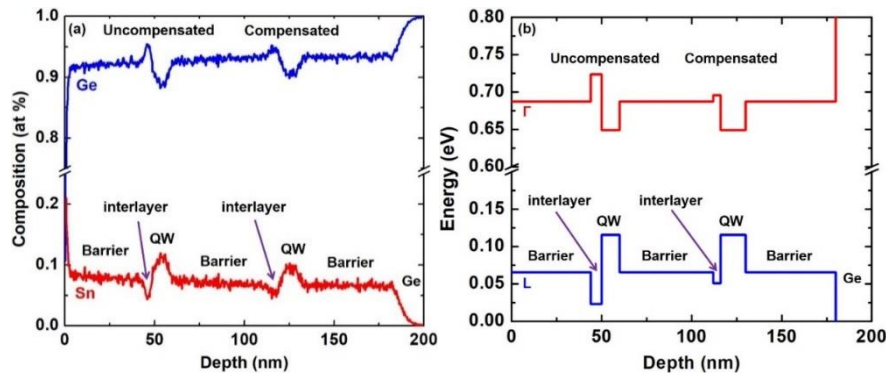 (a)
Uncompensated Compensated
Ge
interlayer interlayer
QW QW
Barrier Barrier Barrier
Sn Ge
1.0
0.9
0.8
0.2
0.1
0.0
0 50 100 150 200
Depth (nm)
Composition (at %)
(b)
Uncompensated Compensated
Γ
interlayer interlayer
QW QW
Barrier Barrier Barrier
L Ge
0.80
0.75
0.70
0.65
0.60
0.15
0.10
0.05
0.00
0 50 100 150 200
Depth (nm)
Energy (eV)